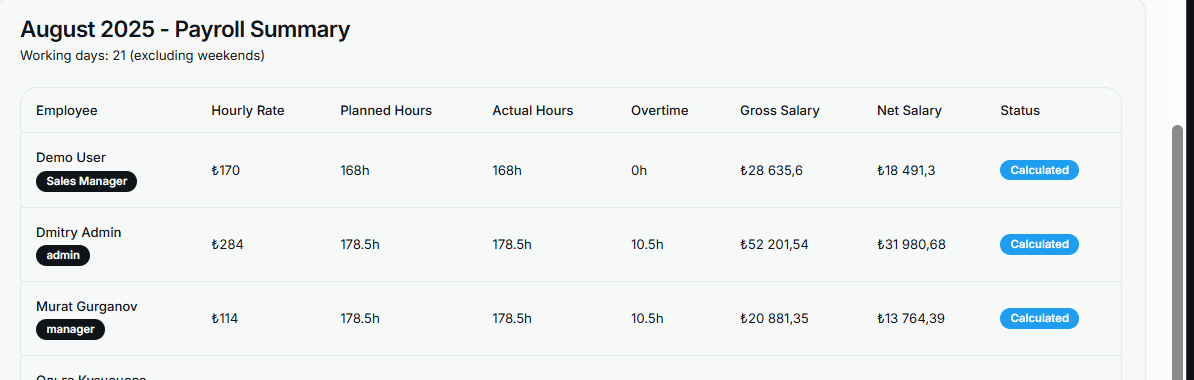 August 2025 - Payroll Summary
Working days: 21 (excluding weekends)
Employee Hourly Rate Planned Hours Actual Hours Overtime Gross Salary Net Salary Status
Demo User
Sales Manager
₺170 168h 168h 0h ₺28 635,6 ₺18 491,3 Calculated
Dmitry Admin
admin
₺284 178.5h 178.5h 10.5h ₺52 201,54 ₺31 980,68 Calculated
Murat Gurganov
manager
₺114 178.5h 178.5h 10.5h ₺20 881,35 ₺13 764,39 Calculated